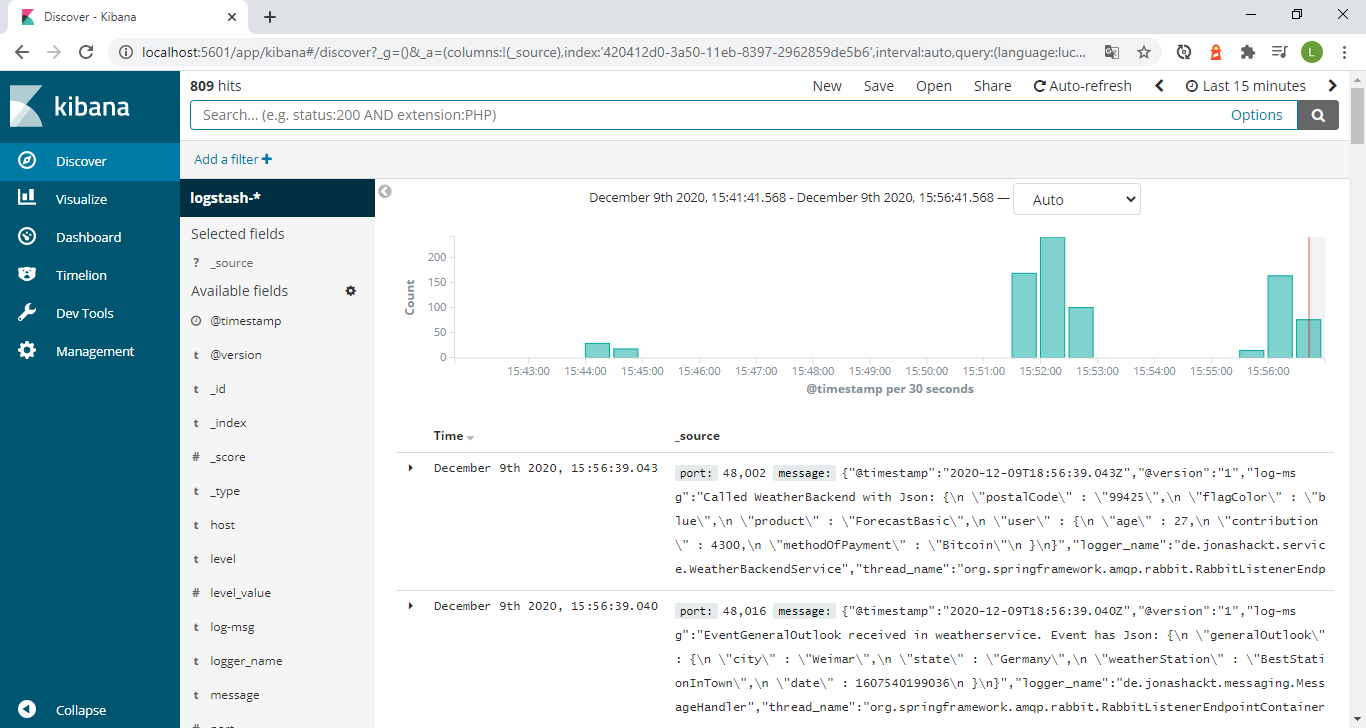 Discover - Kibana
localhost:5601/app/kibana#/discover?_g=()&_a=(columns:!(_source),index:'420412d0-3a50-11eb-8397-2962859de5b6',interval:auto,query:(language:luc...
L
kibana
Discover
Visualize
Dashboard
Timelion
Dev Tools
Management
Collapse
809 hits
New Save Open Share Auto-refresh Last 15 minutes
Search... (e.g. status:200 AND extension:PHP) Options
Add a filter
logstash-*
Selected fields
? _source
Available fields
@timestamp
t @version
t _id
t _index
# _score
t _type
t host
t level
# level_value
t log-msg
t logger_name
t message
December 9th 2020, 15:41:41.568 - December 9th 2020, 15:56:41.568 — Auto
Count
200
150
100
50
0
15:43:00 15:44:00 15:45:00 15:46:00 15:47:00 15:48:00 15:49:00 15:50:00 15:51:00 15:52:00 15:53:00 15:54:00 15:55:00 15:56:00
@timestamp per 30 seconds
Time _source
December 9th 2020, 15:56:39.043 port: 48,002 message: {"@timestamp":"2020-12-09T18:56:39.043Z","@version":"1","log-ms
g":"Called WeatherBackend with Json: {\n \"postalCode\" : \"99425\",\n \"flagColor\" : \"b
lue\",\n \"product\" : \"ForecastBasic\",\n \"user\" : {\n \"age\" : 27,\n \"contribution
\" : 4300,\n \"methodOfPayment\" : \"Bitcoin\"\n }\n}","logger_name":"de.jonashackt.servic
e.WeatherBackendService","thread_name":"org.springframework.amqp.rabbit.RabbitListenerEndp
December 9th 2020, 15:56:39.040 port: 48,016 message: {"@timestamp":"2020-12-09T18:56:39.040Z","@version":"1","log-ms
g":"EventGeneralOutlook received in weatherservice. Event has Json: {\n \"generalOutlook\"
: {\n \"city\" : \"Weimar\",\n \"state\" : \"Germany\",\n \"weatherStation\" : \"BestStati
onInTown\",\n \"date\" : 1607540199036\n }\n}","logger_name":"de.jonashackt.messaging.Mes
sageHandler","thread_name":"org.springframework.amqp.rabbit.RabbitListenerEndpointContainer